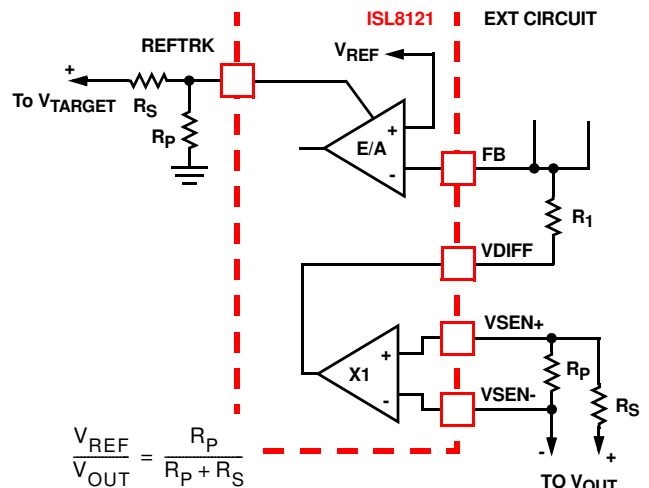 ISL8121
EXT CIRCUIT
REFTRK
VREF
+
To VTARGET
RS
RP
+
E/A
-
FB
R1
VDIFF
VSEN+
+
X1
-
VSEN-
RP
RS
-
+
TO VOUT
VREF / VOUT = RP / RP + RS